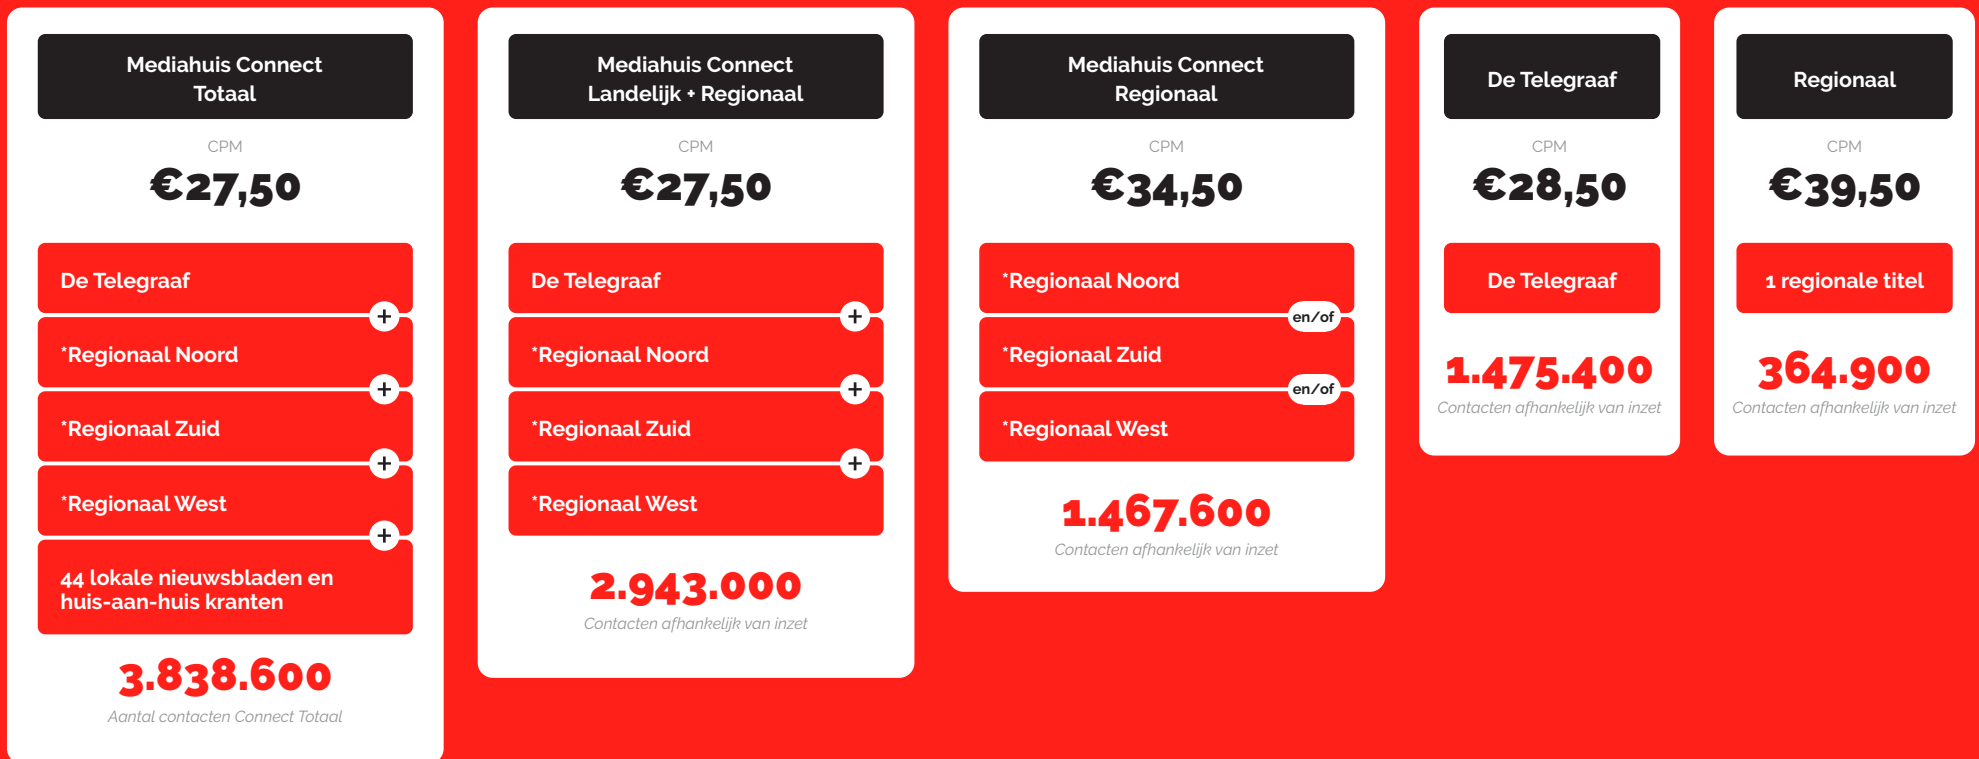 Mediahuis Connect
Totaal
CPM
€27,50
De Telegraaf
+
*Regionaal Noord
+
*Regionaal Zuid
+
*Regionaal West
+
44 lokale nieuwsbladen en
huis-aan-huis kranten
3.838.600
Aantal contacten Connect Totaal
Mediahuis Connect
Landelijk + Regionaal
CPM
€27,50
De Telegraaf
+
*Regionaal Noord
+
*Regionaal Zuid
+
*Regionaal West
2.943.000
Contacten afhankelijk van inzet
Mediahuis Connect
Regionaal
CPM
€34,50
*Regionaal Noord
en/of
*Regionaal Zuid
en/of
*Regionaal West
1.467.600
Contacten afhankelijk van inzet
De Telegraaf
CPM
€28,50
De Telegraaf
1.475.400
Contacten afhankelijk van inzet
Regionaal
CPM
€39,50
1 regionale titel
364.900
Contacten afhankelijk van inzet